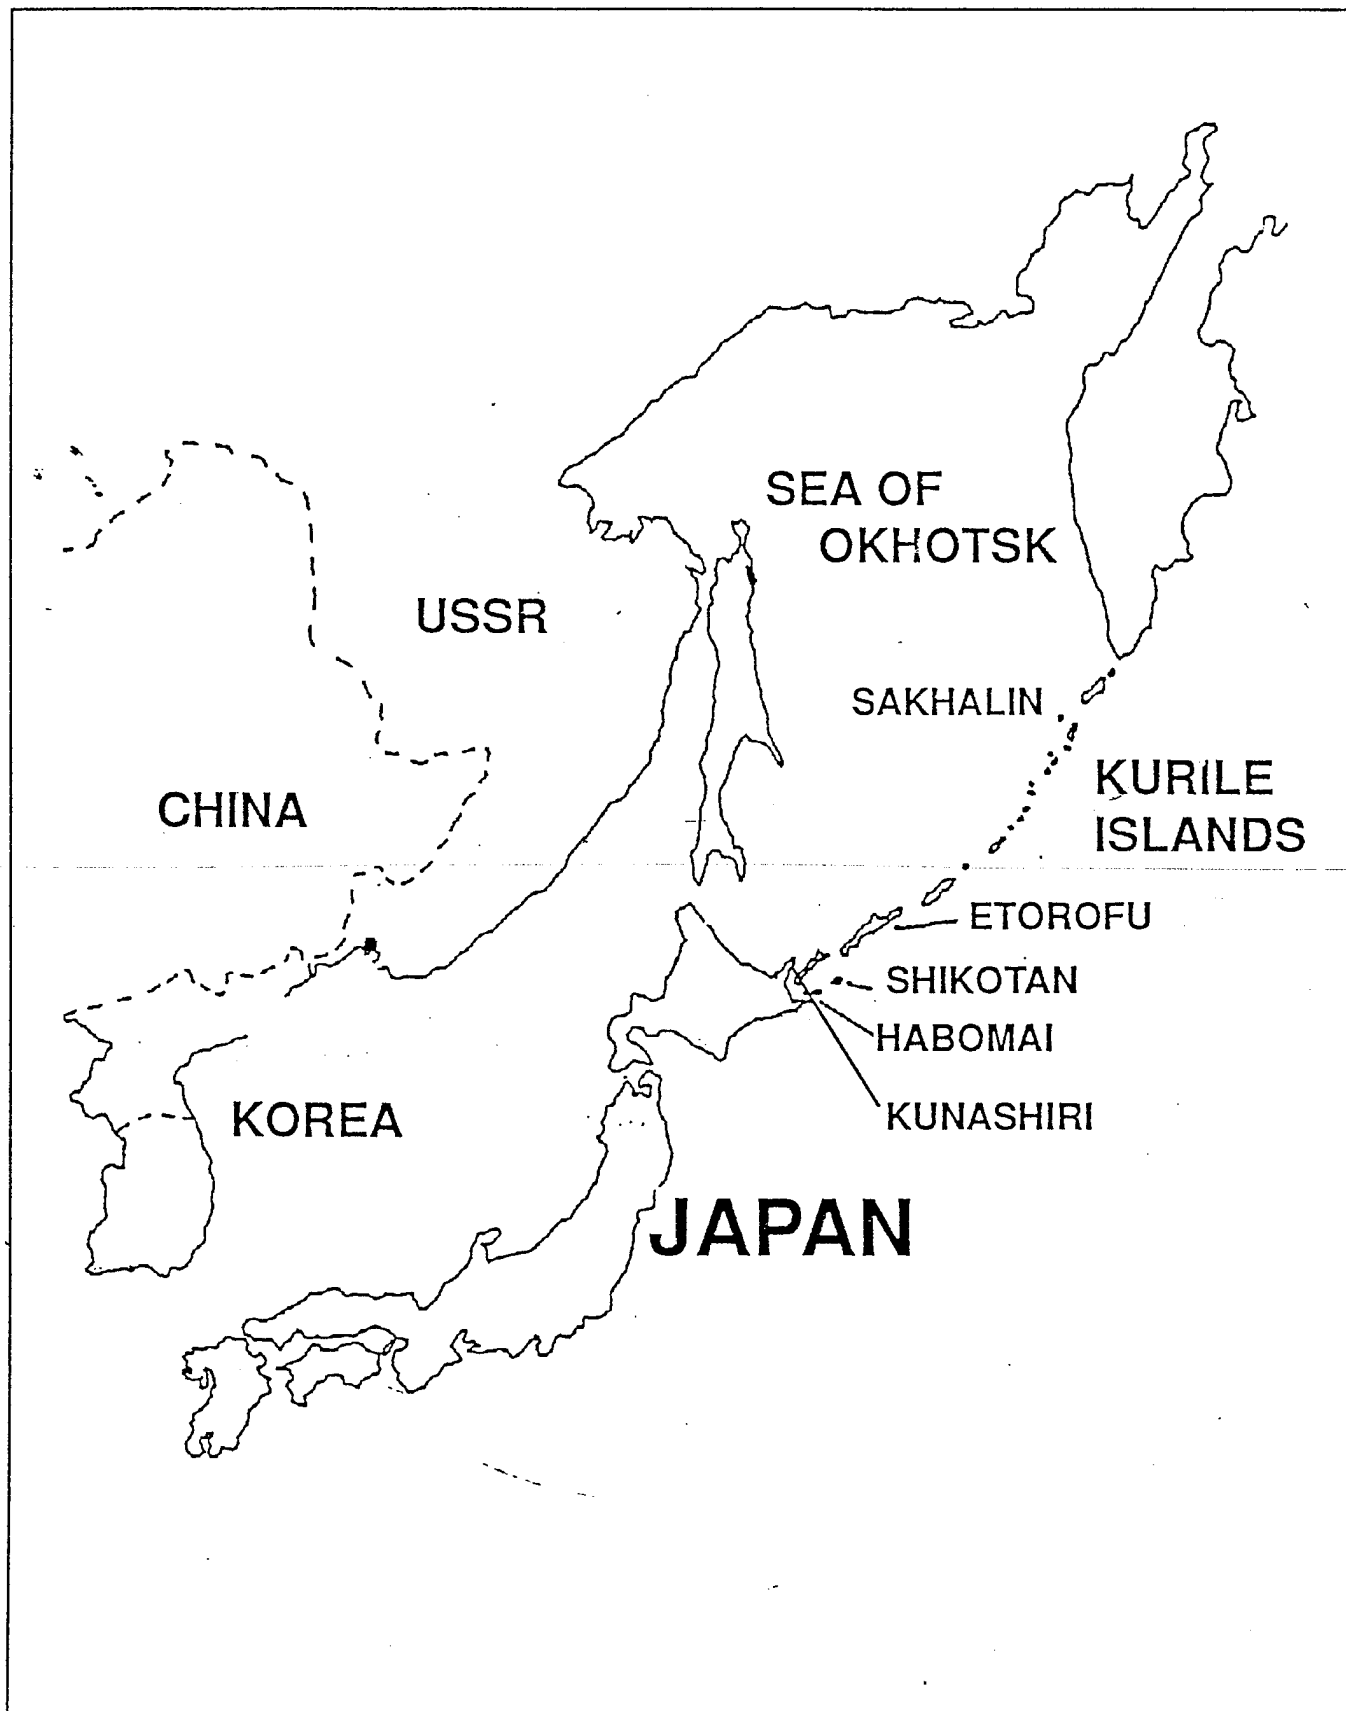 SEA OF
OKHOTSK
USSR
SAKHALIN
KURILE
ISLANDS
CHINA
ETOROFU
SHIKOTAN
HABOMAI
KOREA
KUNASHIRI
JAPAN